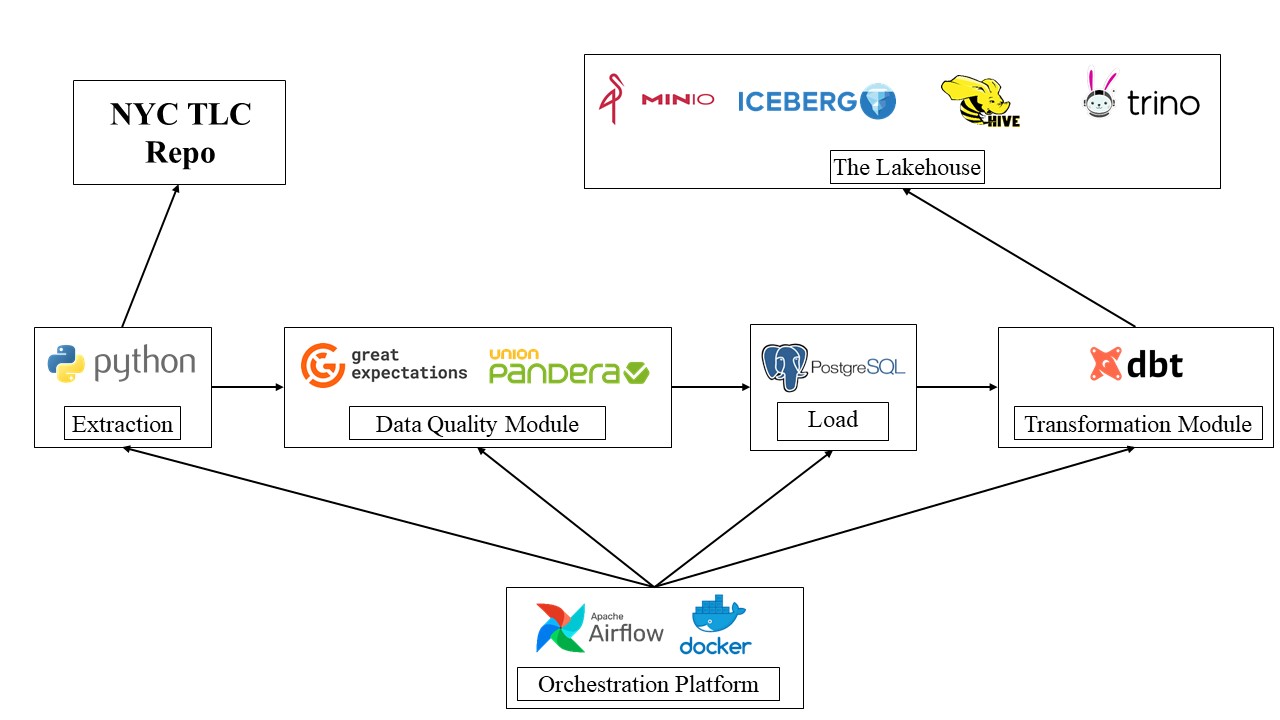 NYC TLC
Repo
MINIO
ICEBERG
HIVE
trino
The Lakehouse
python
Extraction
great
expectations
UNION
PANDERA
Data Quality Module
PostgreSQL
Load
dbt
Transformation Module
Apache
Airflow
docker
Orchestration Platform